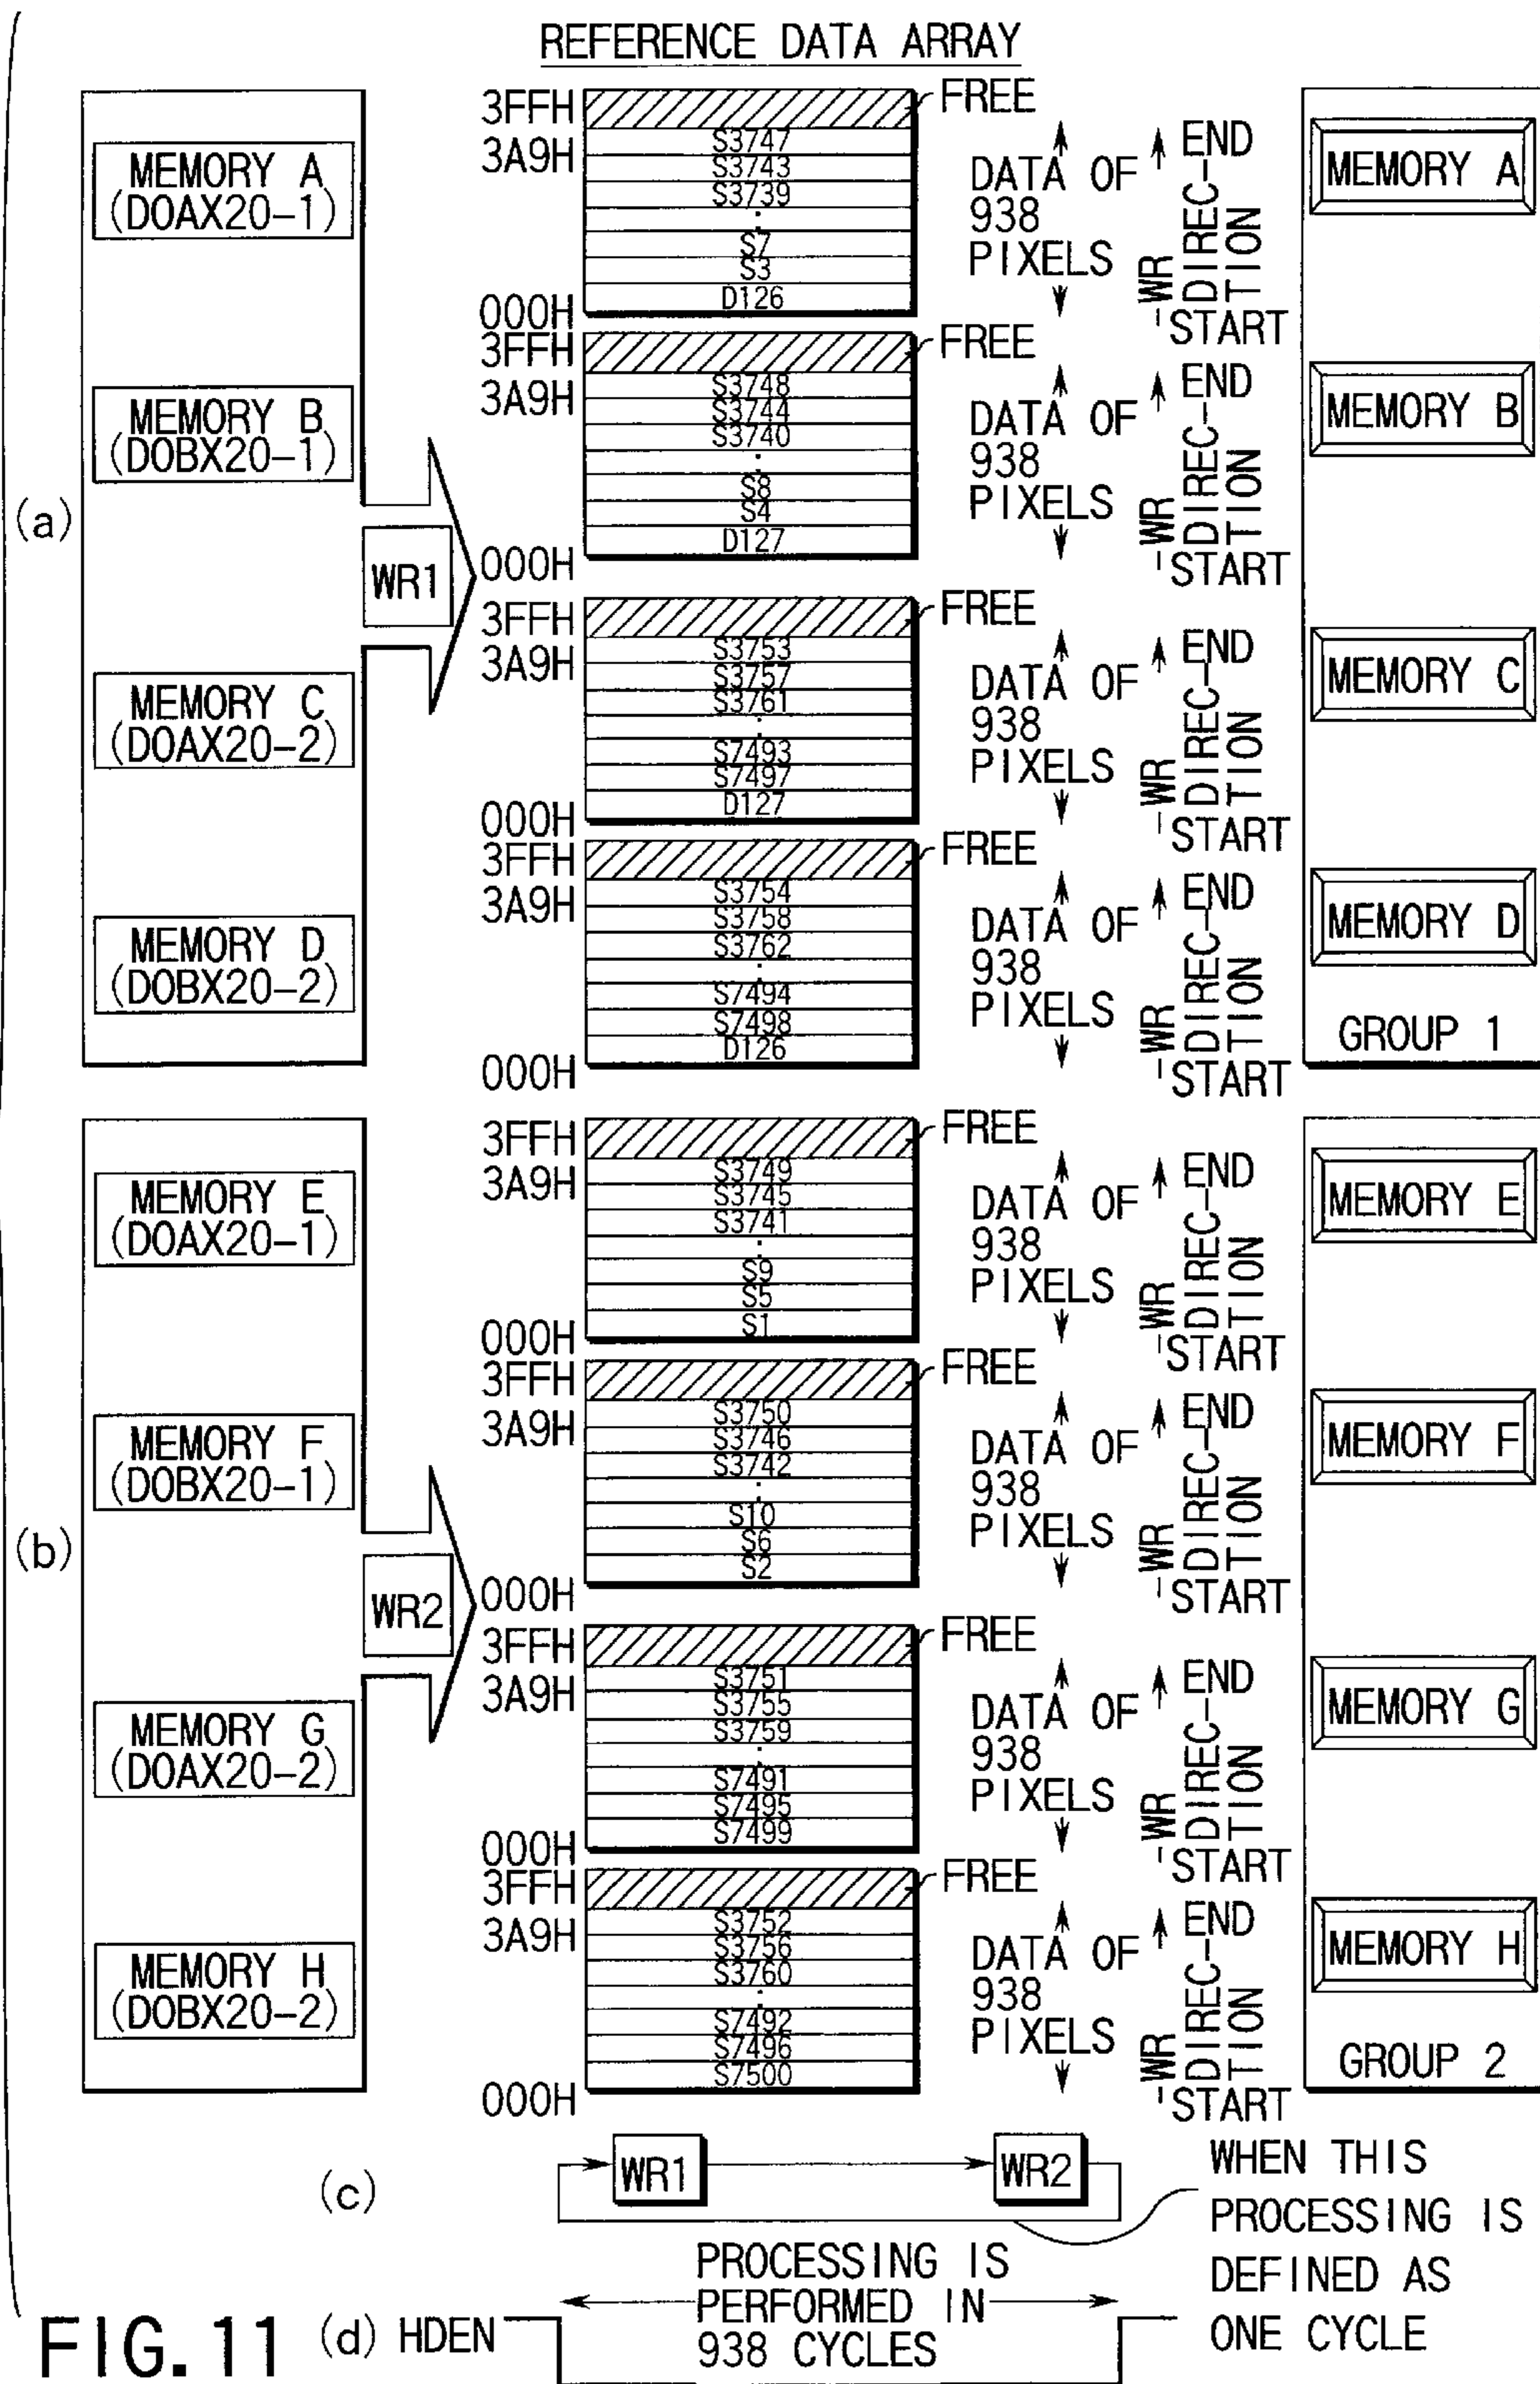 REFERENCE DATA ARRAY
(a)
MEMORY A
(DOAX20-1)
MEMORY B
(DOBX20-1)
MEMORY C
(DOAX20-2)
MEMORY D
(DOBX20-2)
WR1
3FFH
3A9H
000H
FREE
S3747
S3743
S3739
S7
S3
D126
DATA OF
938
PIXELS
WR
DIREC-
TION
END
START
MEMORY A
3FFH
3A9H
000H
FREE
S3748
S3744
S3740
S8
S4
D127
DATA OF
938
PIXELS
WR
DIREC-
TION
END
START
MEMORY B
3FFH
3A9H
000H
FREE
S3753
S3757
S3761
S7493
S7497
D127
DATA OF
938
PIXELS
WR
DIREC-
TION
END
START
MEMORY C
3FFH
3A9H
000H
FREE
S3754
S3758
S3762
S7494
S7498
D126
DATA OF
938
PIXELS
WR
DIREC-
TION
END
START
MEMORY D
GROUP 1
(b)
MEMORY E
(DOAX20-1)
MEMORY F
(DOBX20-1)
MEMORY G
(DOAX20-2)
MEMORY H
(DOBX20-2)
WR2
3FFH
3A9H
000H
FREE
S3749
S3745
S3741
S9
S5
S1
DATA OF
938
PIXELS
WR
DIREC-
TION
END
START
MEMORY E
3FFH
3A9H
000H
FREE
S3750
S3746
S3742
S10
S6
S2
DATA OF
938
PIXELS
WR
DIREC-
TION
END
START
MEMORY F
3FFH
3A9H
000H
FREE
S3751
S3755
S3759
S7491
S7495
S7499
DATA OF
938
PIXELS
WR
DIREC-
TION
END
START
MEMORY G
3FFH
3A9H
000H
FREE
S3752
S3756
S3760
S7492
S7496
S7500
DATA OF
938
PIXELS
WR
DIREC-
TION
END
START
MEMORY H
GROUP 2
(c)
WR1
WR2
WHEN THIS
PROCESSING IS
DEFINED AS
ONE CYCLE
PROCESSING IS
PERFORMED IN
938 CYCLES
(d) HDEN
FIG. 11